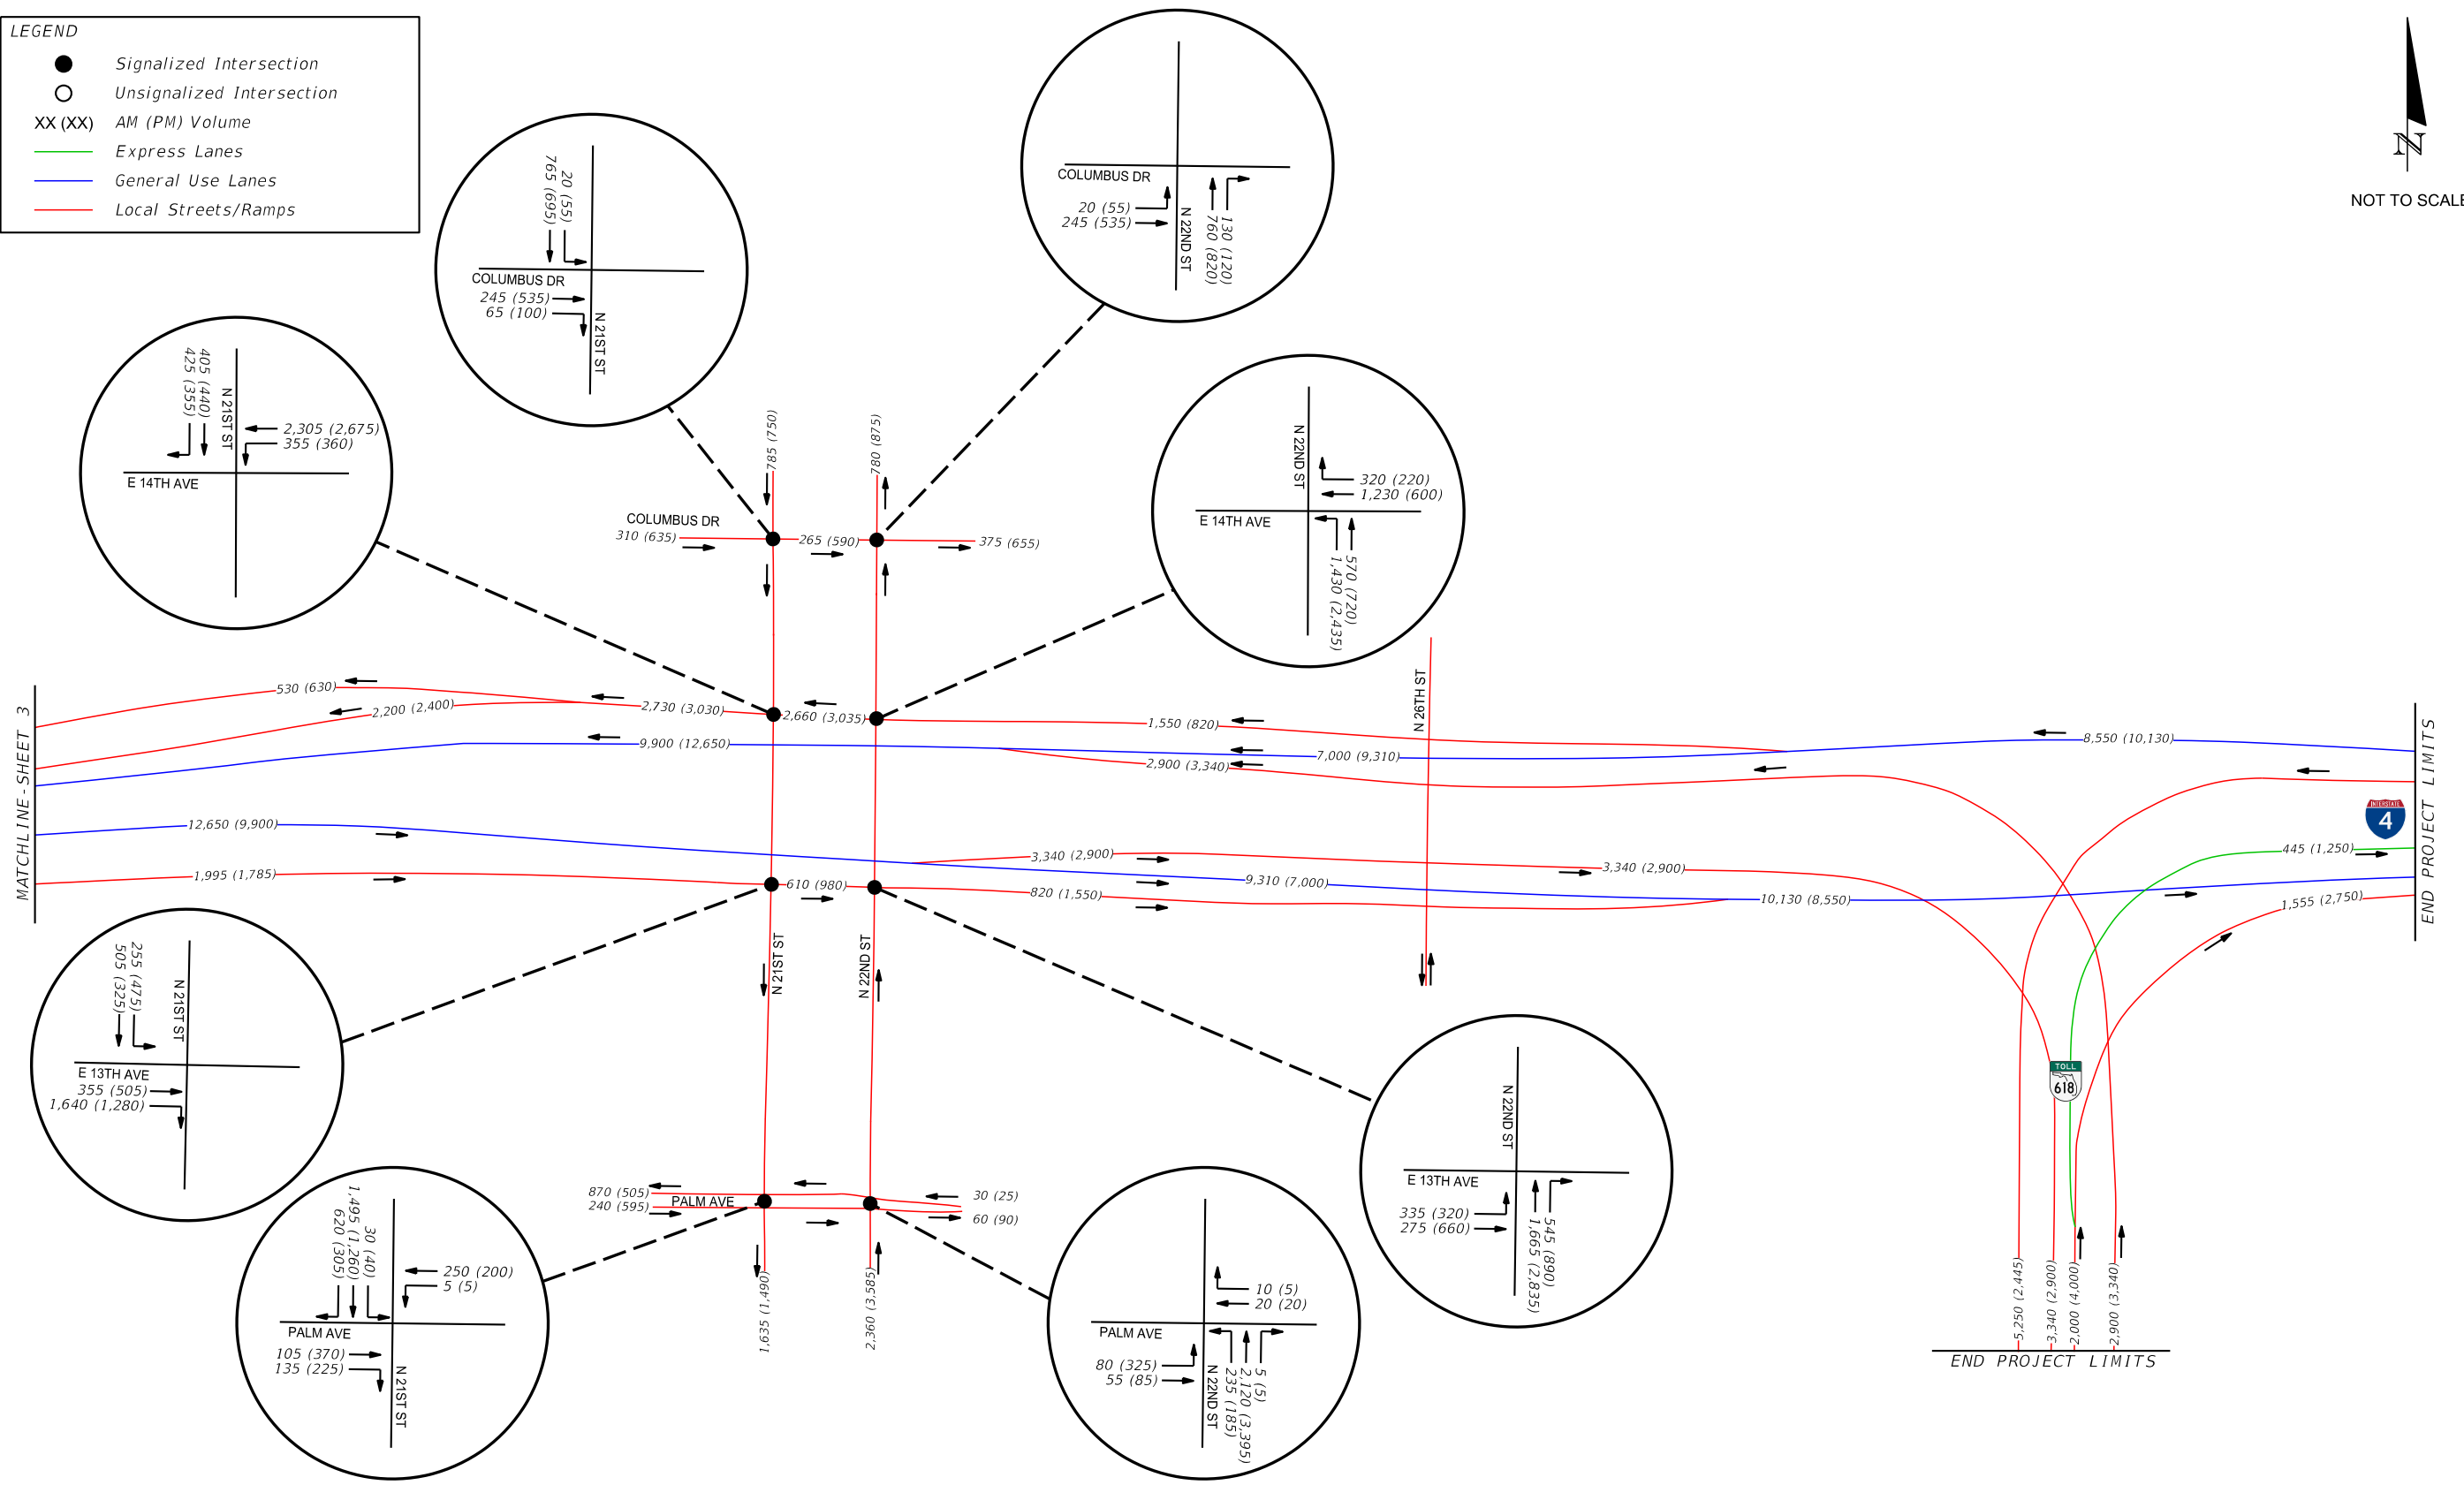 LEGEND
Signalized Intersection
Unsignalized Intersection
XX (XX) AM (PM) Volume
Express Lanes
General Use Lanes
Local Streets/Ramps
N
NOT TO SCALE
765 (695)
20 (55)
COLUMBUS DR
245 (535)
65 (100)
N 21ST ST
COLUMBUS DR
20 (55)
245 (535)
N 22ND ST
760 (820)
130 (120)
425 (355)
405 (440)
N 21ST ST
2,305 (2,675)
355 (360)
E 14TH AVE
N 22ND ST
320 (220)
1,230 (600)
E 14TH AVE
1,430 (2,435)
570 (720)
785 (750)
780 (875)
COLUMBUS DR
310 (635)
265 (590)
375 (655)
MATCHLINE-SHEET 3
530 (630)
2,200 (2,400)
2,730 (3,030)
2,660 (3,035)
1,550 (820)
9,900 (12,650)
7,000 (9,310)
2,900 (3,340)
8,550 (10,130)
N 26TH ST
END PROJECT LIMITS
INTERSTATE
4
12,650 (9,900)
1,995 (1,785)
610 (980)
3,340 (2,900)
3,340 (2,900)
9,310 (7,000)
820 (1,550)
10,130 (8,550)
445 (1,250)
1,555 (2,750)
N 21ST ST
N 22ND ST
505 (325)
255 (475)
N 21ST ST
E 13TH AVE
355 (505)
1,640 (1,280)
N 22ND ST
E 13TH AVE
335 (320)
275 (660)
1,665 (2,835)
545 (890)
TOLL
618
870 (505)
240 (595)
PALM AVE
30 (25)
60 (90)
1,635 (1,490)
2,360 (3,585)
620 (305)
1,495 (1,260)
30 (40)
250 (200)
5 (5)
PALM AVE
105 (370)
135 (225)
N 21ST ST
10 (5)
20 (20)
PALM AVE
80 (325)
55 (85)
N 22ND ST
235 (185)
2,120 (3,395)
5 (5)
5,250 (2,445)
3,340 (2,900)
2,000 (4,000)
2,900 (3,340)
END PROJECT LIMITS